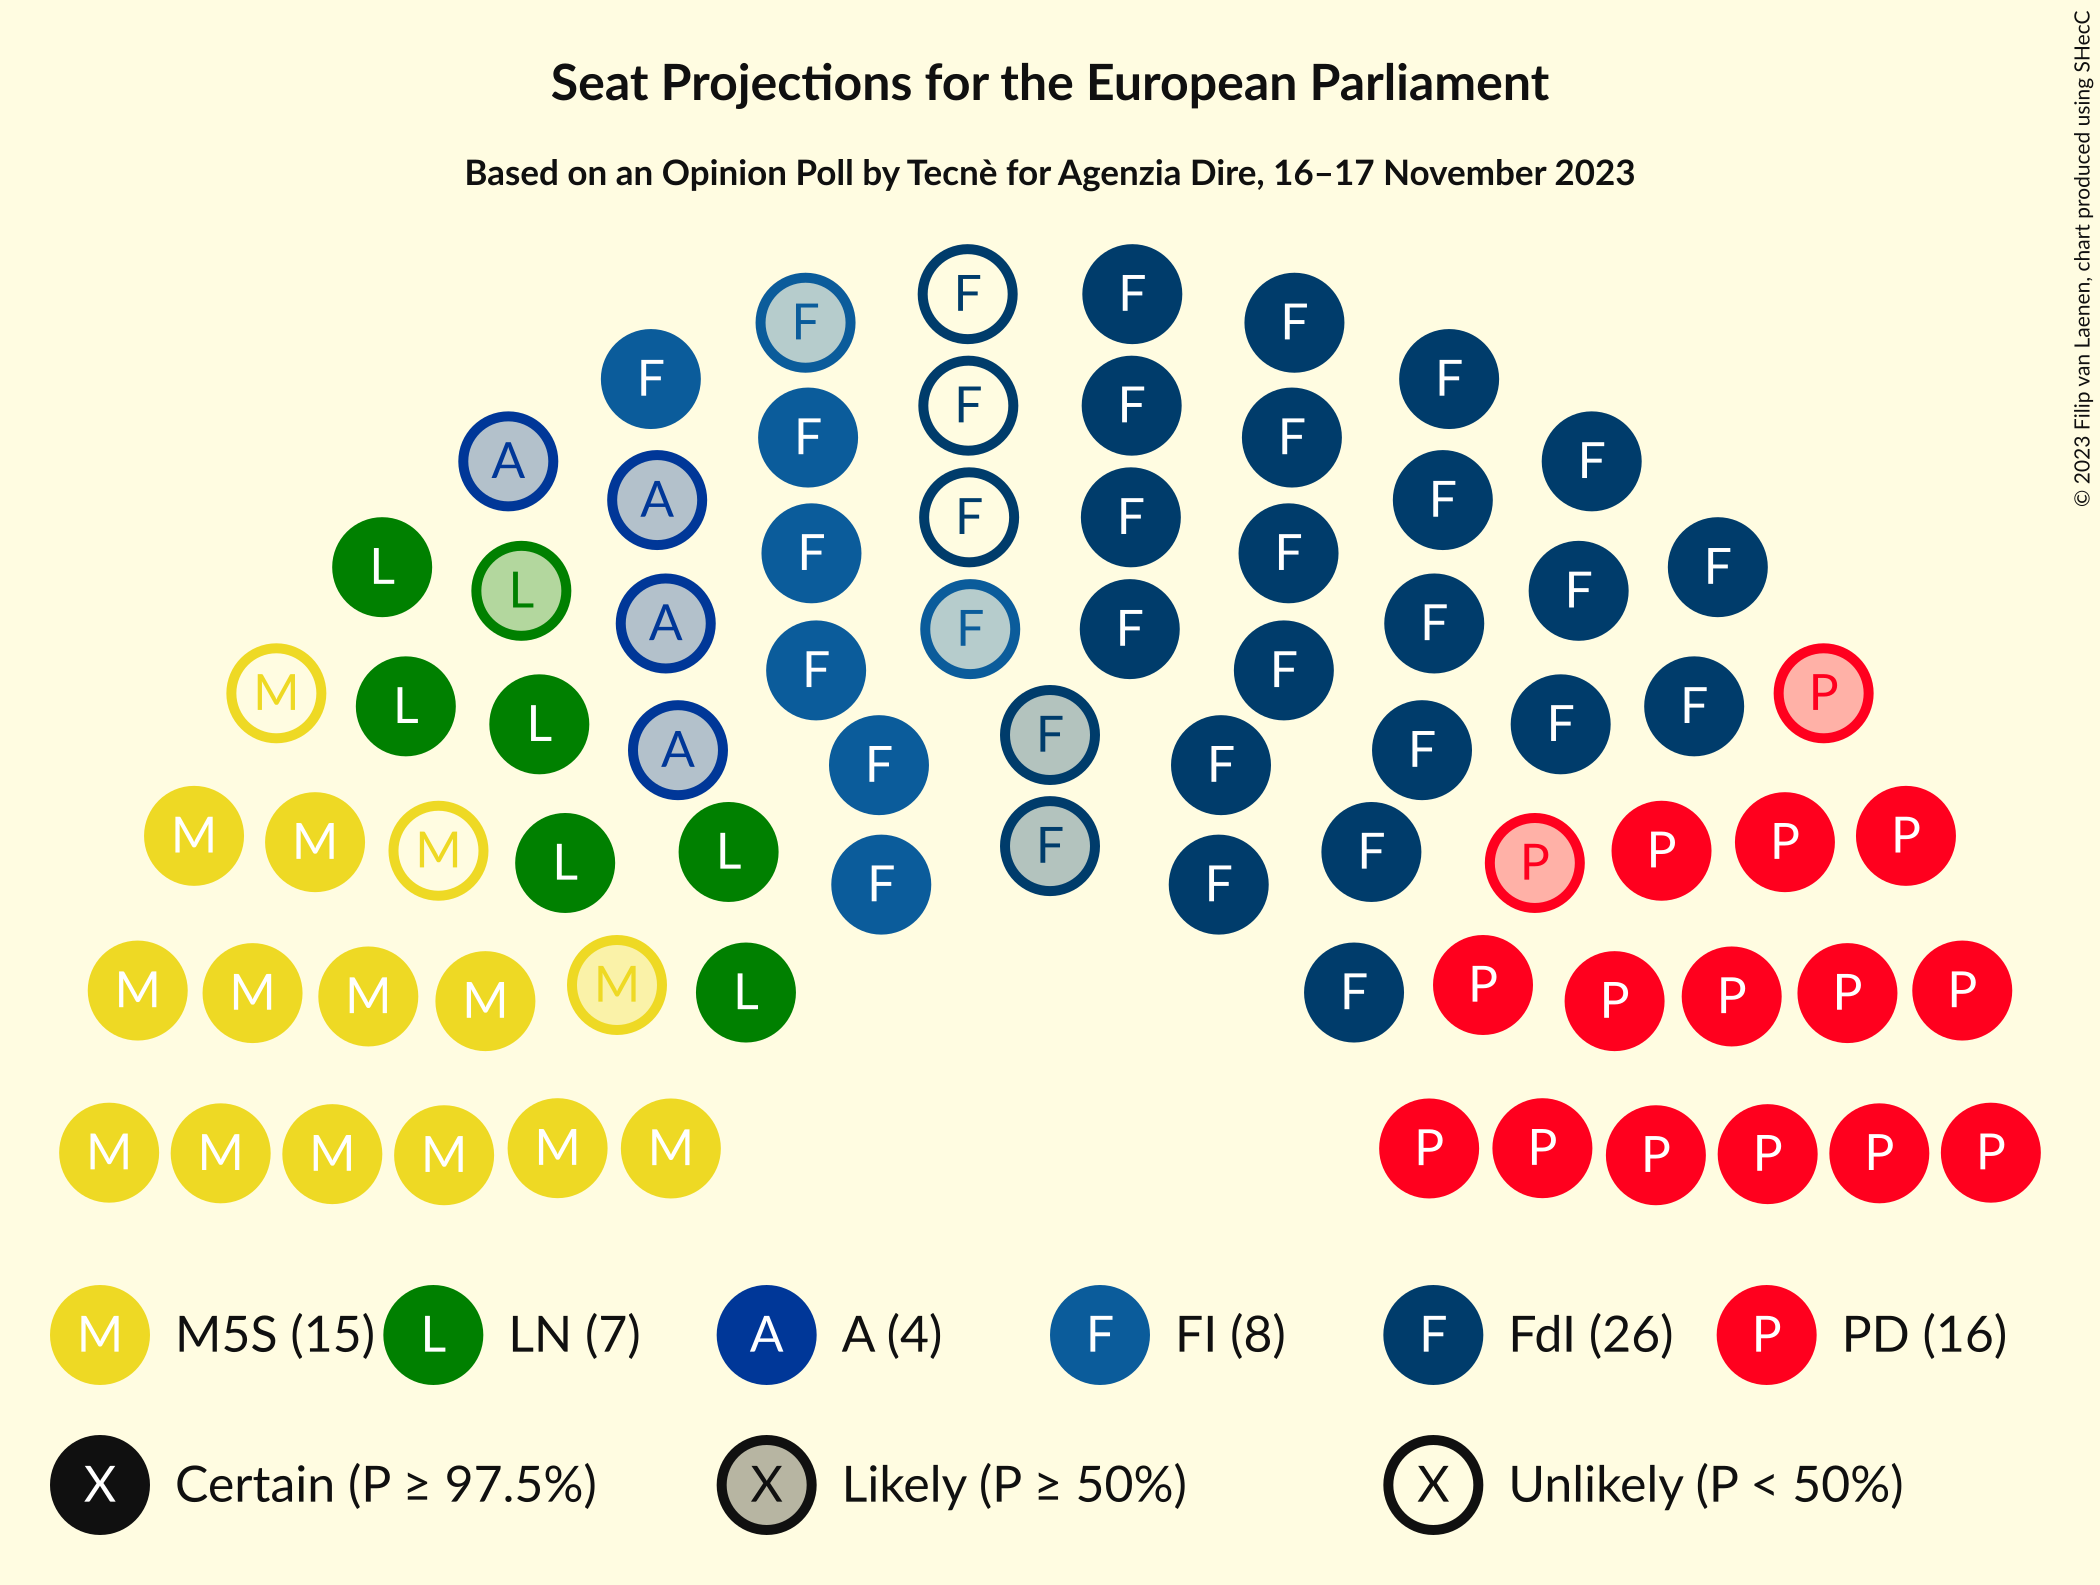 Seat Projections for the European Parliament
Based on an Opinion Poll by Tecnè for Agenzia Dire, 16–17 November 2023
© 2023 Filip van Laenen, chart produced using SHecC
F F
F F
F F F F
F F
A F F F
A F F F
F F
L F F F F
L F
A F F F F
F F
M L L F F P
A F F F
M M M L L F F F F P P P P
L F F
M M M M M L F P P P P P
M M M M M M P P P P P P
M M5S (15) L LN (7) A A (4) F FI (8) F FdI (26) P PD (16)
X Certain (P ≥ 97.5%) X Likely (P ≥ 50%) X Unlikely (P < 50%)